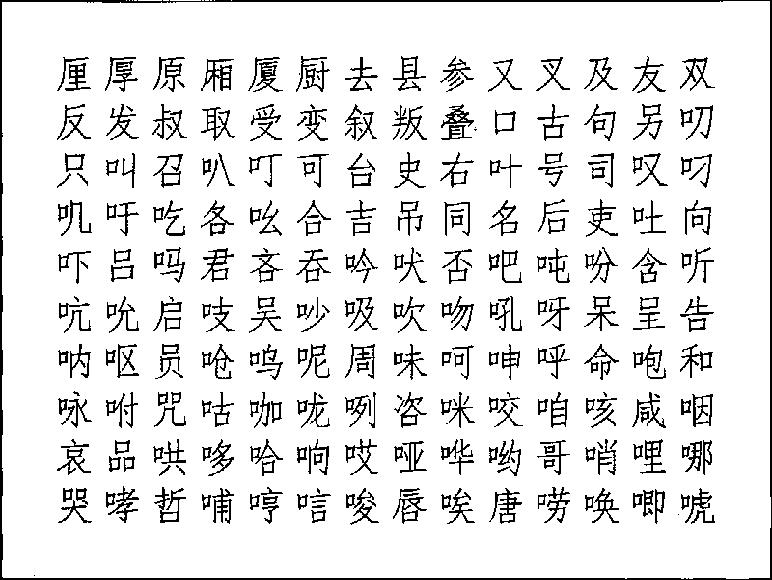 厘厚原厢厦厨去县参又叉及友双
反发叔取受变叙叛叠口古句另叨
只叫召叭叮可台史右叶号司叹叼
叽吁吃各吆合吉吊同名后吏吐向
吓吕吗君吝吞吟吠否吧吨吩含听
吭吮启吱吴吵吸吹吻吼呀呆呈告
呐呕员呛呜呢周味呵呻呼命咆和
咏咐咒咕咖咙咧咨咪咬咱咳咸咽
哀品哄哆哈响哎哑哗哟哥哨哩哪
哭哮哲哺哼唁唆唇唉唐唠唤唧唬